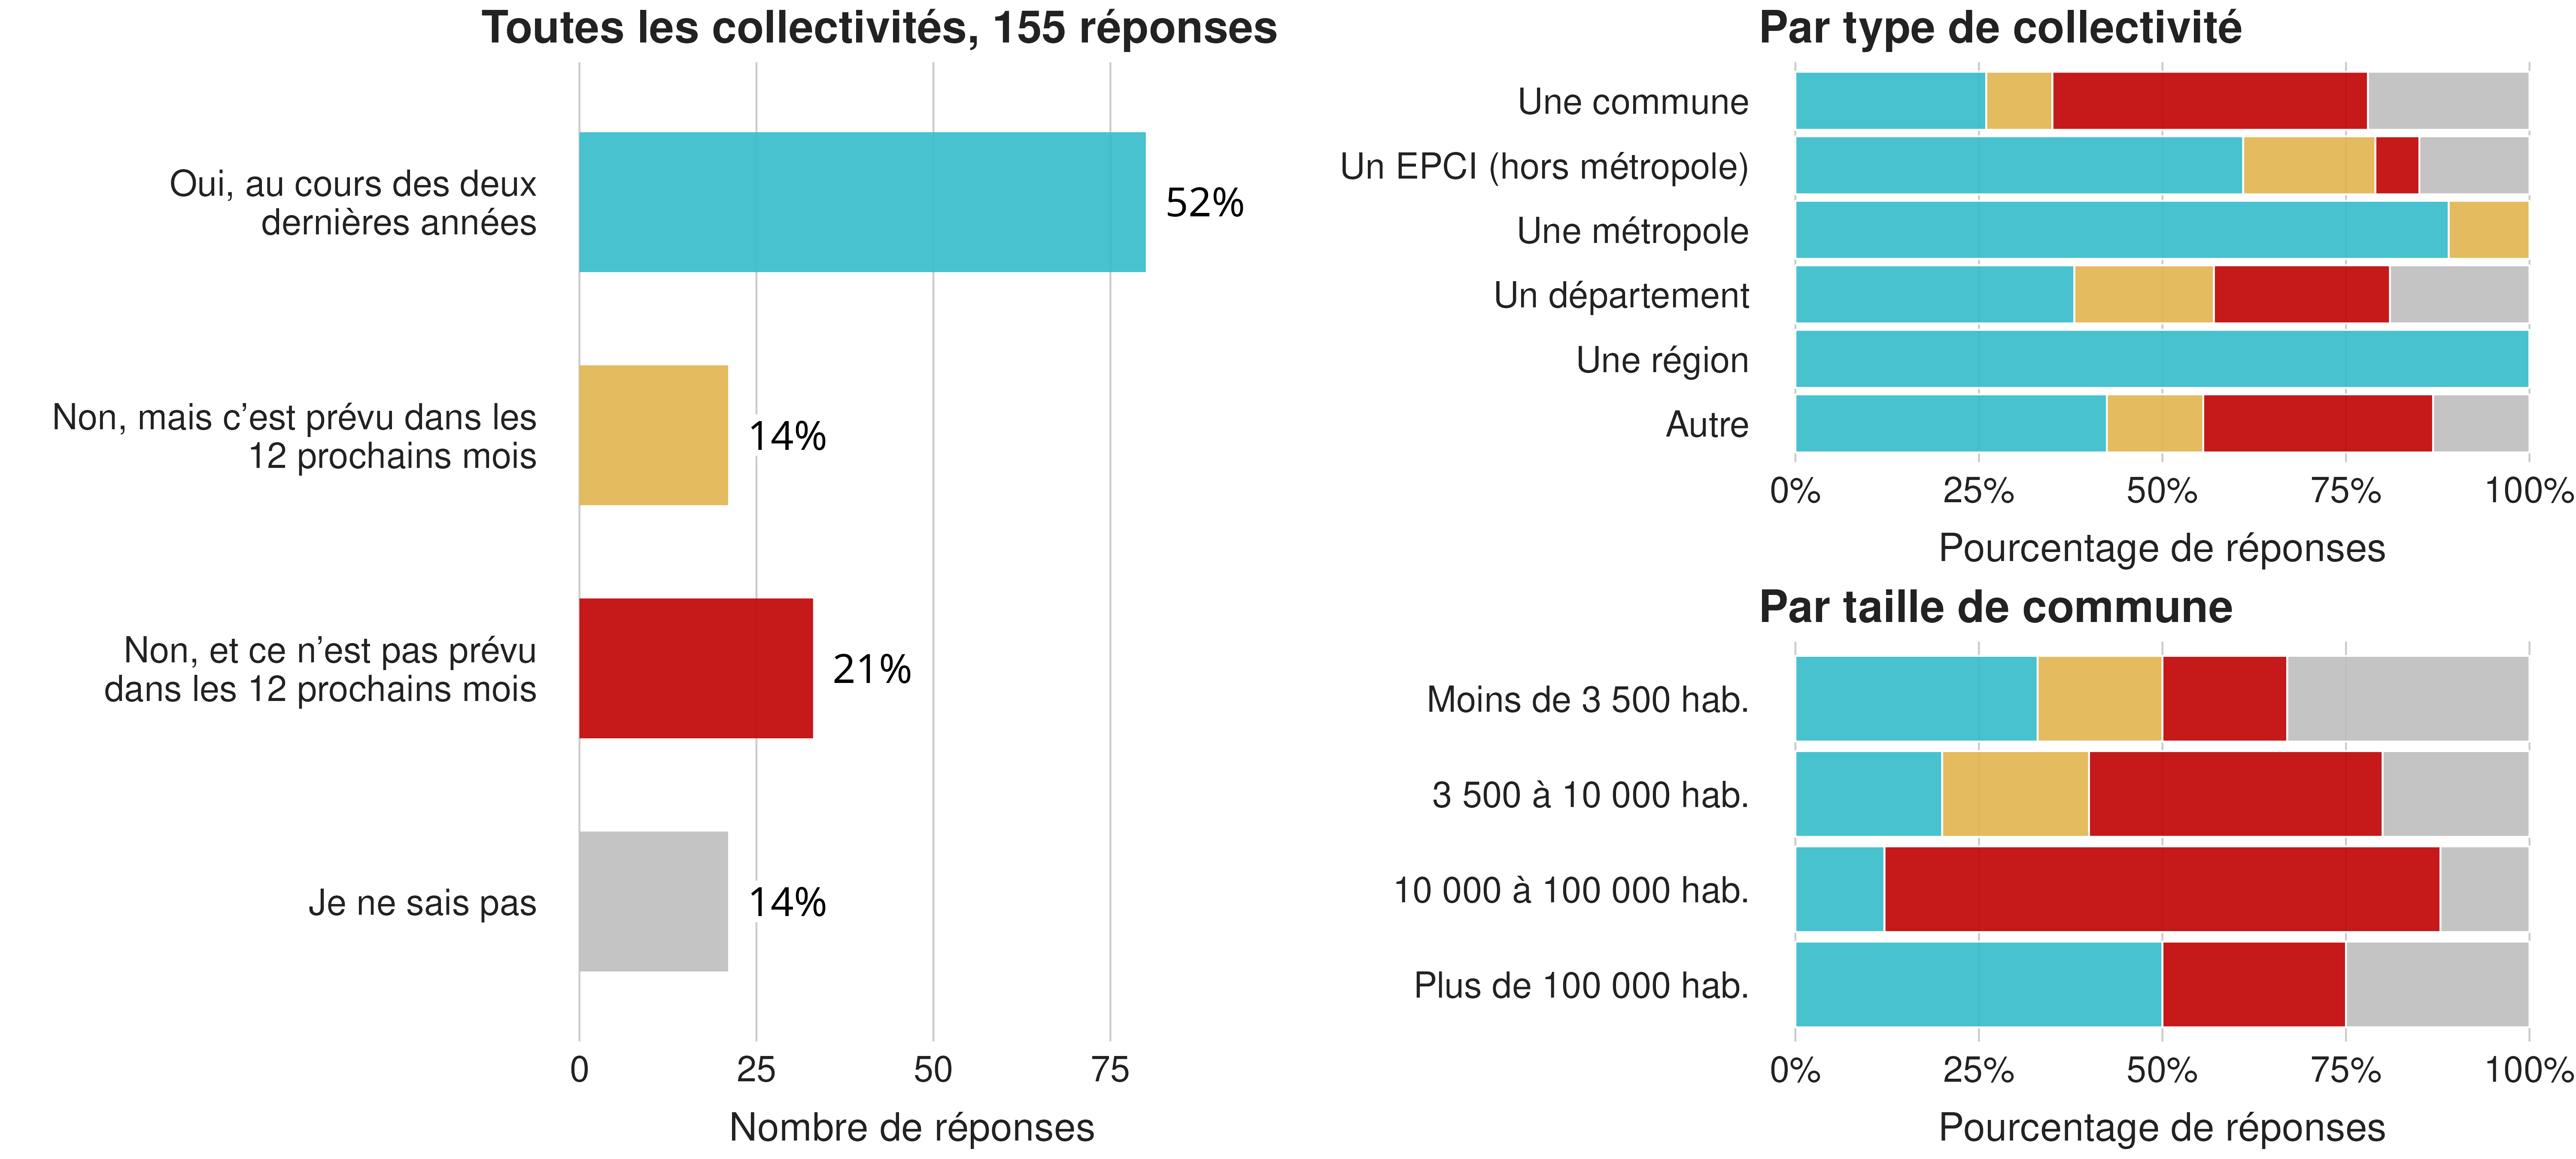 Toutes les collectivités, 155 réponses
Oui, au cours des deux
dernières années
52%
Non, mais c’est prévu dans les
12 prochains mois
14%
Non, et ce n’est pas prévu
dans les 12 prochains mois
21%
Je ne sais pas
14%
0 25 50 75
Nombre de réponses
Par type de collectivité
Une commune
Un EPCI (hors métropole)
Une métropole
Un département
Une région
Autre
0% 25% 50% 75% 100%
Pourcentage de réponses
Par taille de commune
Moins de 3 500 hab.
3 500 à 10 000 hab.
10 000 à 100 000 hab.
Plus de 100 000 hab.
0% 25% 50% 75% 100%
Pourcentage de réponses